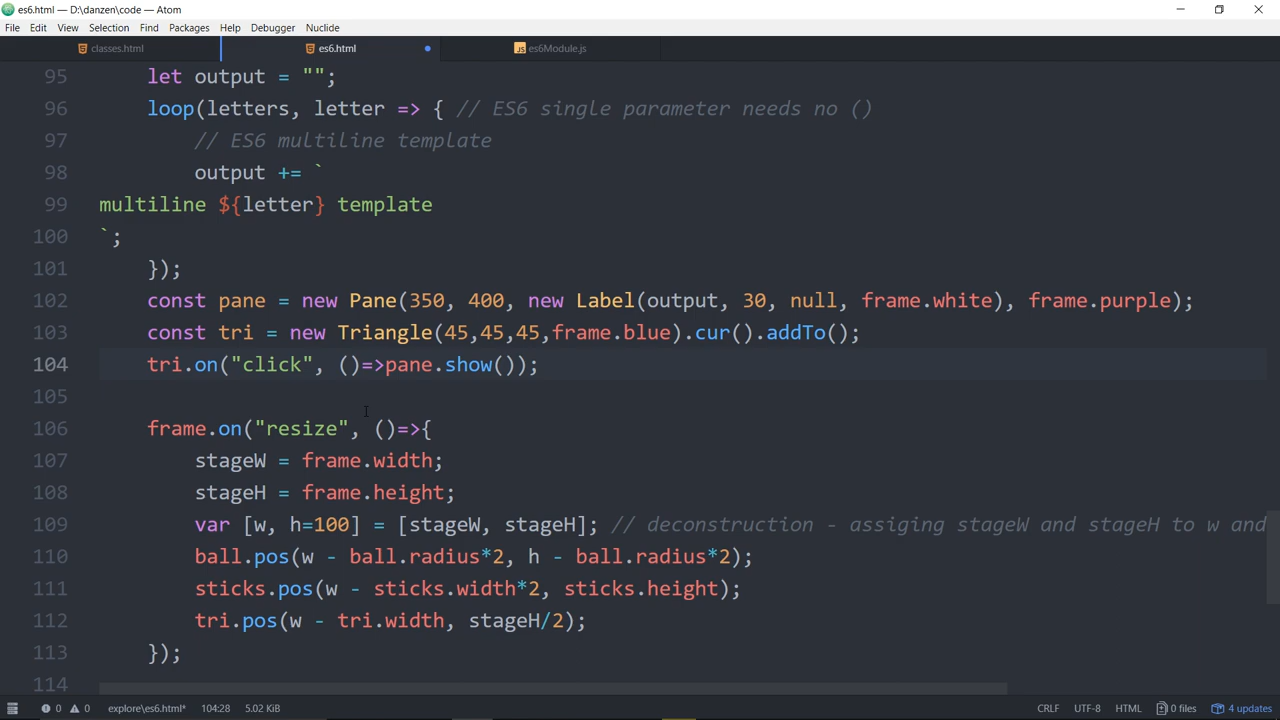 es6.html — D:\danzen\code — Atom
File Edit View Selection Find Packages Help Debugger Nuclide
classes.html es6.html es6Module.js
95 let output = "";
96 loop(letters, letter => { // ES6 single parameter needs no ()
97 // ES6 multiline template
98 output += `
99 multiline ${letter} template
100 `;
101 });
102 const pane = new Pane(350, 400, new Label(output, 30, null, frame.white), frame.purple);
103 const tri = new Triangle(45,45,45,frame.blue).cur().addTo();
104 tri.on("click", ()=>pane.show());
105
106 frame.on("resize", ()=>{
107 stageW = frame.width;
108 stageH = frame.height;
109 var [w, h=100] = [stageW, stageH]; // deconstruction - assiging stageW and stageH to w and
110 ball.pos(w - ball.radius*2, h - ball.radius*2);
111 sticks.pos(w - sticks.width*2, sticks.height);
112 tri.pos(w - tri.width, stageH/2);
113 });
114
0 0 explore\es6.html* 104:28 5.02 KiB CRLF UTF-8 HTML 0 files 4 updates